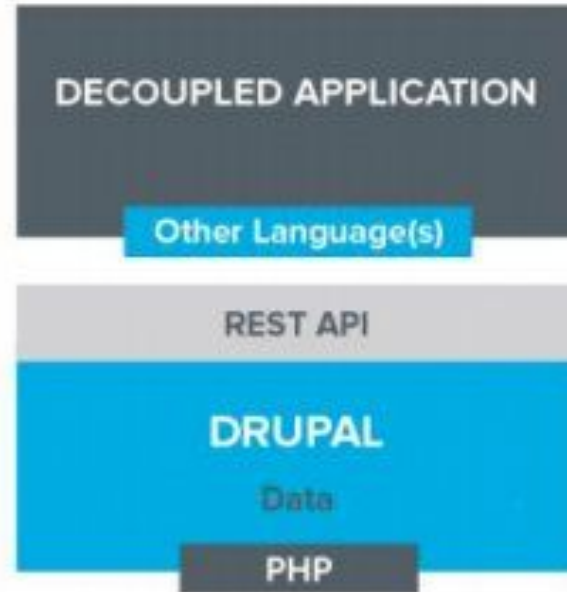 DECOUPLED APPLICATION
Other Language(s)
REST API
DRUPAL
Data
PHP